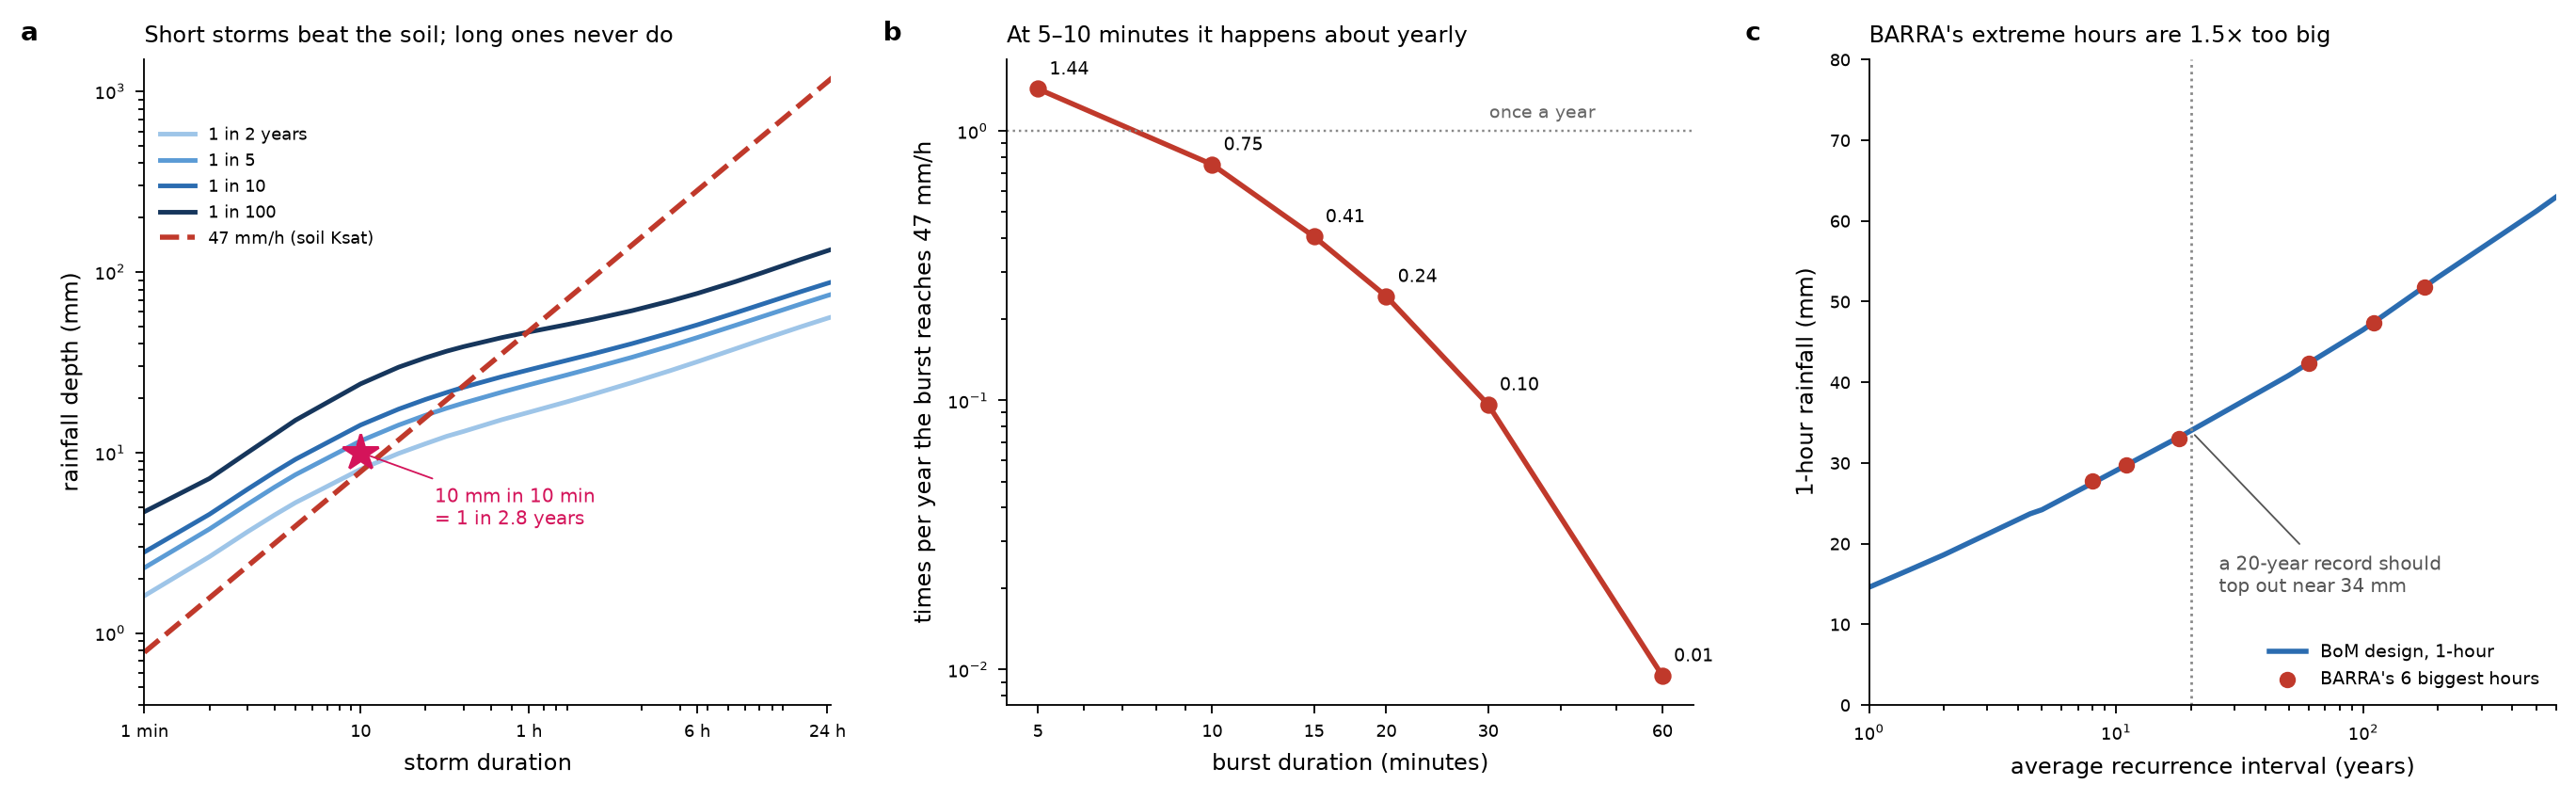 a
Short storms beat the soil; long ones never do
10³
10²
10¹
10⁰
rainfall depth (mm)
1 in 2 years
1 in 5
1 in 10
1 in 100
47 mm/h (soil Ksat)
10 mm in 10 min
= 1 in 2.8 years
1 min
10
1 h
6 h
24 h
storm duration
b
At 5–10 minutes it happens about yearly
10⁰
10⁻¹
10⁻²
times per year the burst reaches 47 mm/h
1.44
once a year
0.75
0.41
0.24
0.10
0.01
5
10
15
20
30
60
burst duration (minutes)
c
BARRA's extreme hours are 1.5× too big
80
70
60
50
40
30
20
10
0
1-hour rainfall (mm)
a 20-year record should
top out near 34 mm
BoM design, 1-hour
BARRA's 6 biggest hours
10⁰
10¹
10²
average recurrence interval (years)